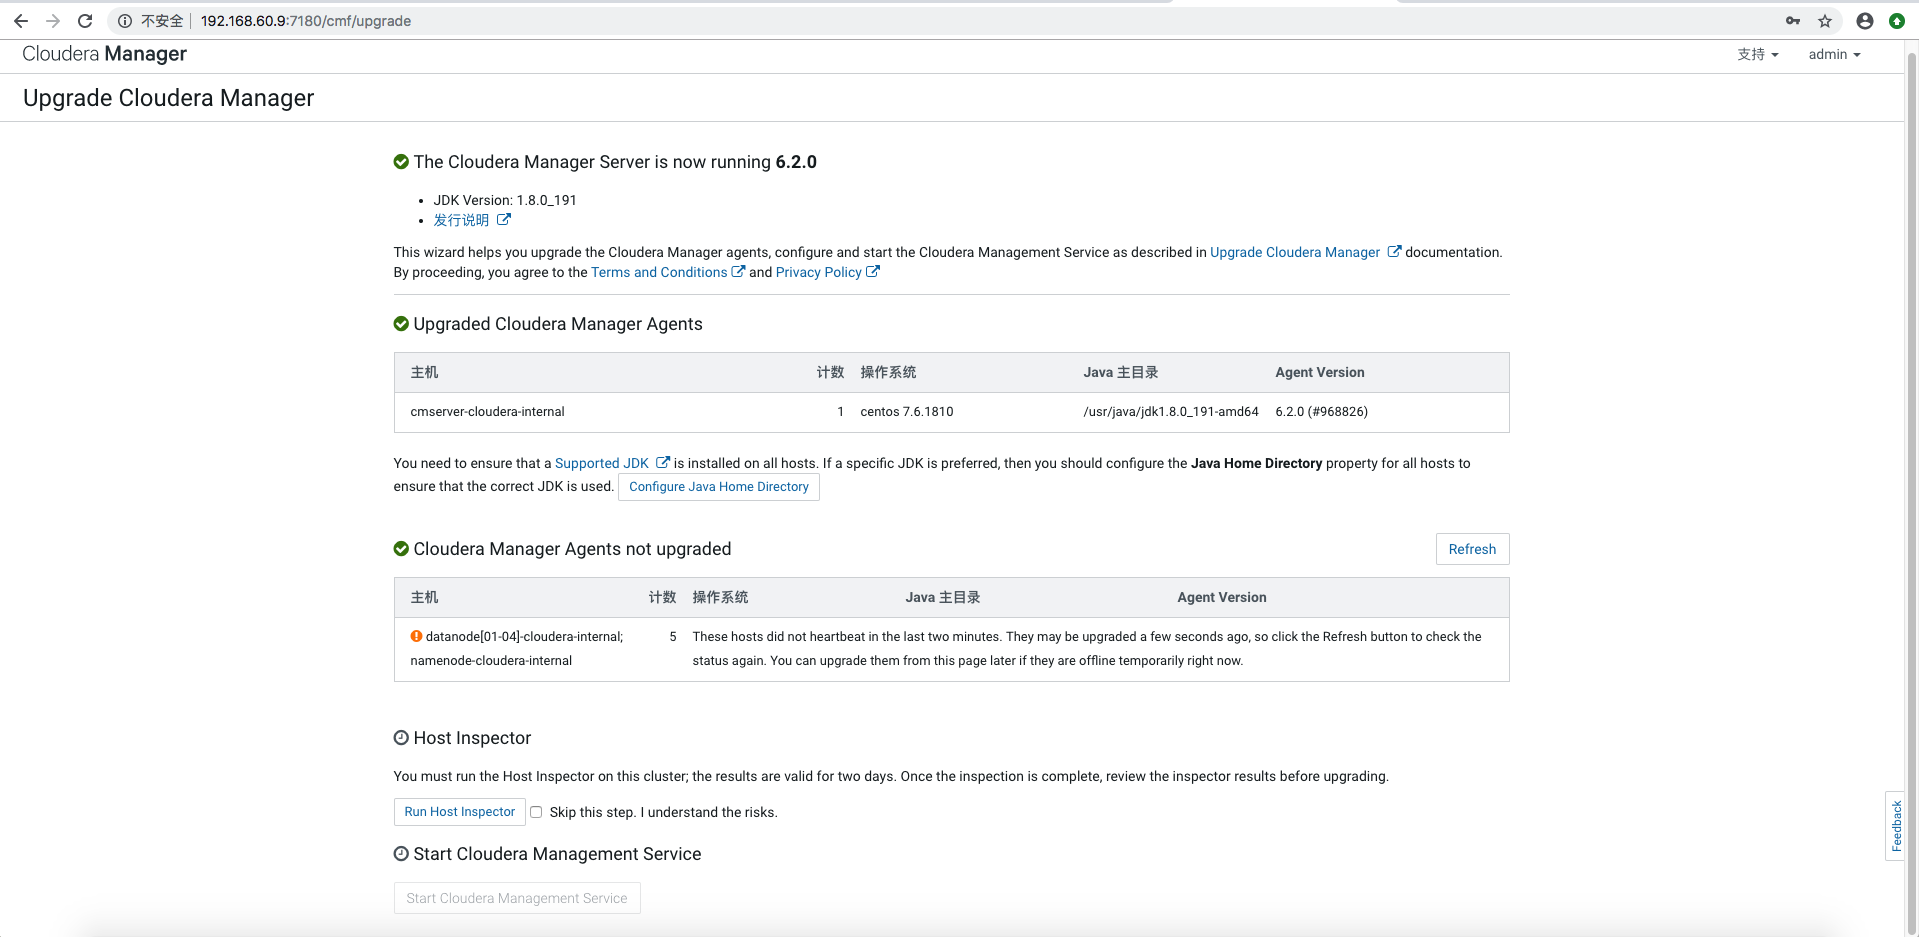 不安全 192.168.60.9:7180/cmf/upgrade
Cloudera Manager 支持 admin
Upgrade Cloudera Manager
The Cloudera Manager Server is now running 6.2.0
JDK Version: 1.8.0_191
发行说明
This wizard helps you upgrade the Cloudera Manager agents, configure and start the Cloudera Management Service as described in Upgrade Cloudera Manager documentation.
By proceeding, you agree to the Terms and Conditions and Privacy Policy
Upgraded Cloudera Manager Agents
主机 计数 操作系统 Java 主目录 Agent Version
cmserver-cloudera-internal 1 centos 7.6.1810 /usr/java/jdk1.8.0_191-amd64 6.2.0 (#968826)
You need to ensure that a Supported JDK is installed on all hosts. If a specific JDK is preferred, then you should configure the Java Home Directory property for all hosts to
ensure that the correct JDK is used. Configure Java Home Directory
Cloudera Manager Agents not upgraded Refresh
主机 计数 操作系统 Java 主目录 Agent Version
datanode[01-04]-cloudera-internal; 5 These hosts did not heartbeat in the last two minutes. They may be upgraded a few seconds ago, so click the Refresh button to check the
namenode-cloudera-internal status again. You can upgrade them from this page later if they are offline temporarily right now.
Host Inspector
You must run the Host Inspector on this cluster; the results are valid for two days. Once the inspection is complete, review the inspector results before upgrading.
Run Host Inspector Skip this step. I understand the risks.
Feedback
Start Cloudera Management Service
Start Cloudera Management Service